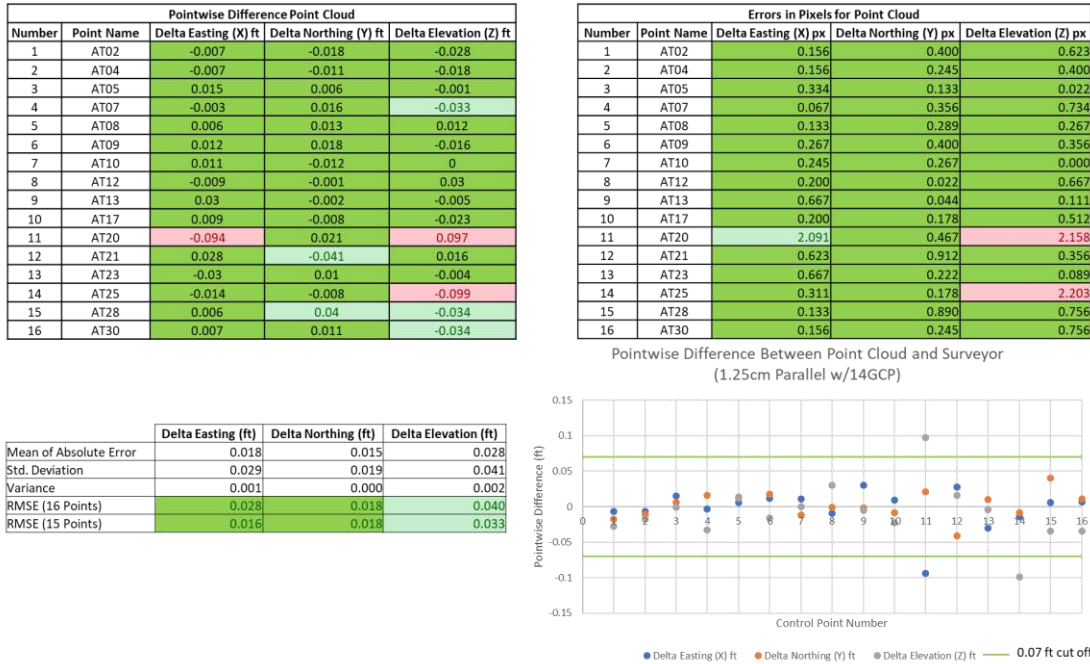 Pointwise Difference Point Cloud
Number Point Name Delta Easting (X) ft Delta Northing (Y) ft Delta Elevation (Z) ft
1 AT02 -0.007 -0.018 -0.028
2 AT04 -0.007 -0.011 -0.018
3 AT05 0.015 0.006 -0.001
4 AT07 -0.003 0.016 -0.033
5 AT08 0.006 0.013 0.012
6 AT09 0.012 0.018 -0.016
7 AT10 0.011 -0.012 0
8 AT12 -0.009 -0.001 0.03
9 AT13 0.03 -0.002 -0.005
10 AT17 0.009 -0.008 -0.023
11 AT20 -0.094 0.021 0.097
12 AT21 0.028 -0.041 0.016
13 AT23 -0.03 0.01 -0.004
14 AT25 -0.014 -0.008 -0.099
15 AT28 0.006 0.04 -0.034
16 AT30 0.007 0.011 -0.034
Errors in Pixels for Point Cloud
Number Point Name Delta Easting (X) px Delta Northing (Y) px Delta Elevation (Z) px
1 AT02 0.156 0.400 0.623
2 AT04 0.156 0.245 0.400
3 AT05 0.334 0.133 0.022
4 AT07 0.067 0.356 0.734
5 AT08 0.133 0.289 0.267
6 AT09 0.267 0.400 0.356
7 AT10 0.245 0.267 0.000
8 AT12 0.200 0.022 0.667
9 AT13 0.667 0.044 0.111
10 AT17 0.200 0.178 0.512
11 AT20 2.091 0.467 2.158
12 AT21 0.623 0.912 0.356
13 AT23 0.667 0.222 0.089
14 AT25 0.311 0.178 2.203
15 AT28 0.133 0.890 0.756
16 AT30 0.156 0.245 0.756
Delta Easting (ft) Delta Northing (ft) Delta Elevation (ft)
Mean of Absolute Error 0.018 0.015 0.028
Std. Deviation 0.029 0.019 0.041
Variance 0.001 0.000 0.002
RMSE (16 Points) 0.028 0.018 0.040
RMSE (15 Points) 0.016 0.018 0.033
Pointwise Difference Between Point Cloud and Surveyor
(1.25cm Parallel w/14GCP)
Pointwise Difference (ft)
0.15
0.1
0.05
0
-0.05
-0.1
-0.15
0 1 2 3 4 5 6 7 8 9 10 11 12 13 14 15 16
Control Point Number
Delta Easting (X) ft Delta Northing (Y) ft Delta Elevation (Z) ft 0.07 ft cut off